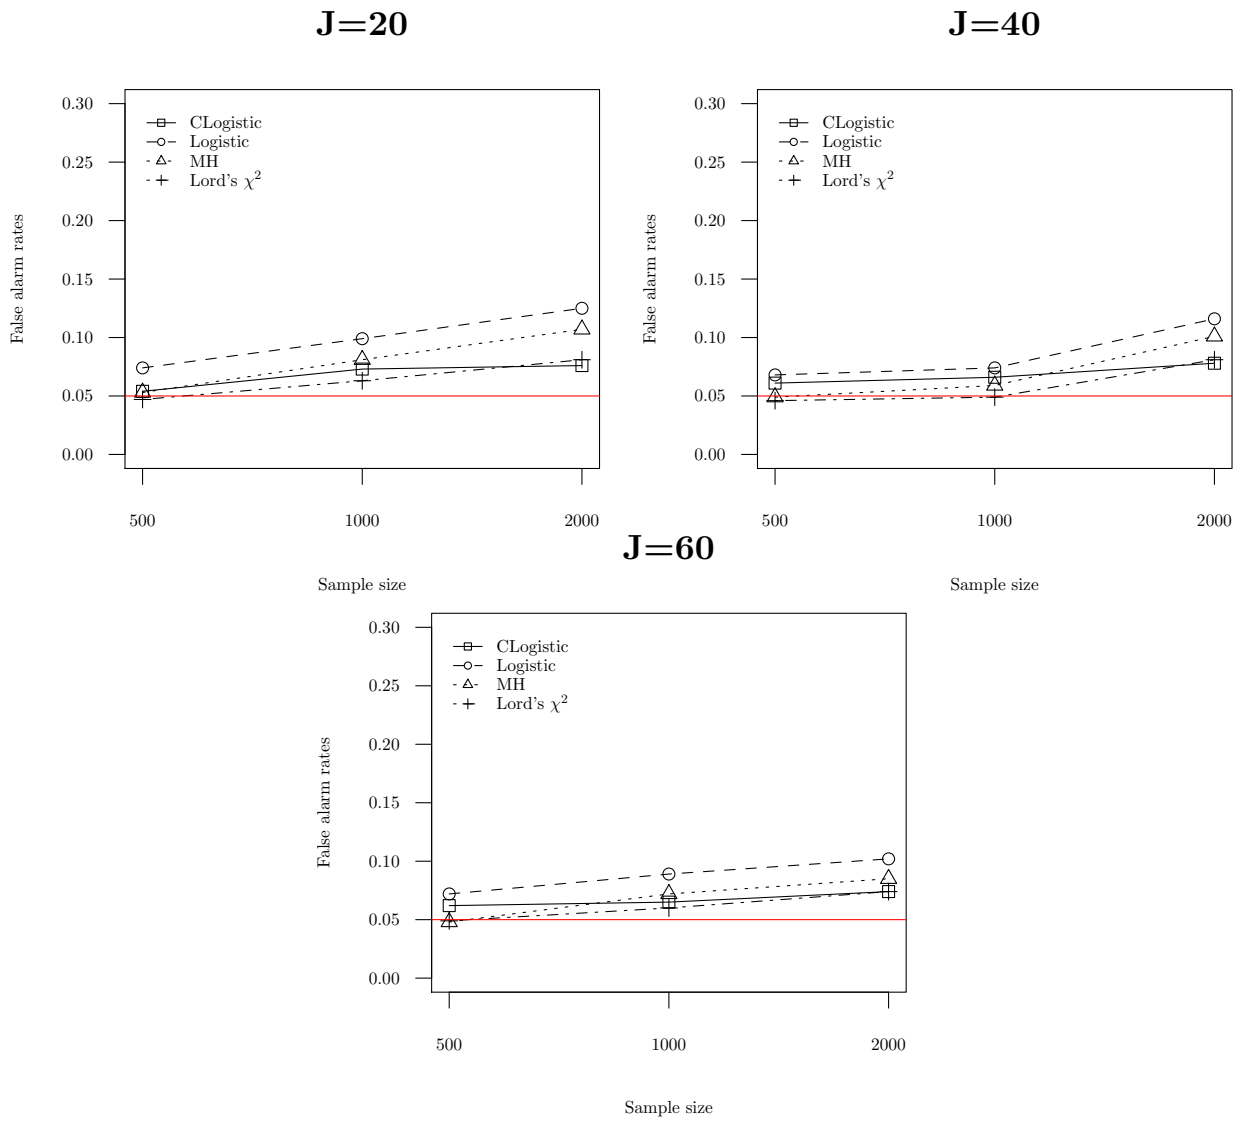 J=20
False alarm rates
0.30
0.25
0.20
0.15
0.10
0.05
0.00
CLogistic
Logistic
MH
Lord's χ²
500 1000 2000
Sample size
J=40
False alarm rates
0.30
0.25
0.20
0.15
0.10
0.05
0.00
CLogistic
Logistic
MH
Lord's χ²
500 1000 2000
Sample size
J=60
False alarm rates
0.30
0.25
0.20
0.15
0.10
0.05
0.00
CLogistic
Logistic
MH
Lord's χ²
500 1000 2000
Sample size